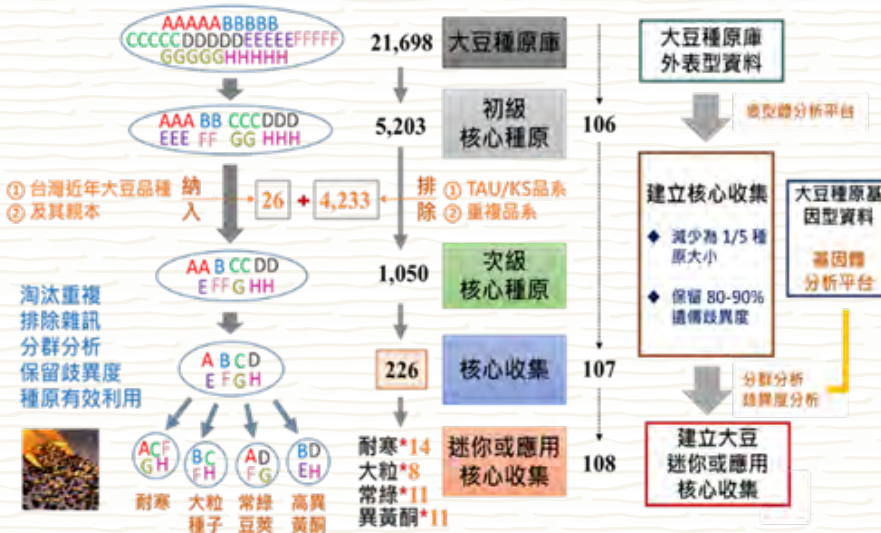 AAAAABBBBB
CCCCCDDDDDEEEEEFFFFF
GGGGGHHHHHH
21,698
大豆種原庫
大豆種原庫
外表型資料
AAA BB CCCDDD
EEE FF GG HHH
5,203
初級
核心種原
106
表型體分析平台
① 台灣近年大豆品種
② 及其親本
納
入
26 + 4,233
排
除
① TAU/KS品系
② 重複品系
建立核心收集
◆ 減少為 1/5 種
原大小
◆ 保留 80-90%
遺傳歧異度
大豆種原基
因型資料
基因體
分析平台
AA B CC DD
E FF G HH
1,050
次級
核心種原
淘汰重複
排除雜訊
分群分析
保留歧異度
種原有效利用
A B C D
E F G H
226
核心收集
107
分群分析
歧異度分析
ACF
GH
BC
FH
AD
FG
BD
EH
耐寒
大粒
種子
常綠
豆莢
高異
黃酮
耐寒*14
大粒*8
常綠*11
異黃酮*11
迷你或應用
核心收集
108
建立大豆
迷你或應用
核心收集